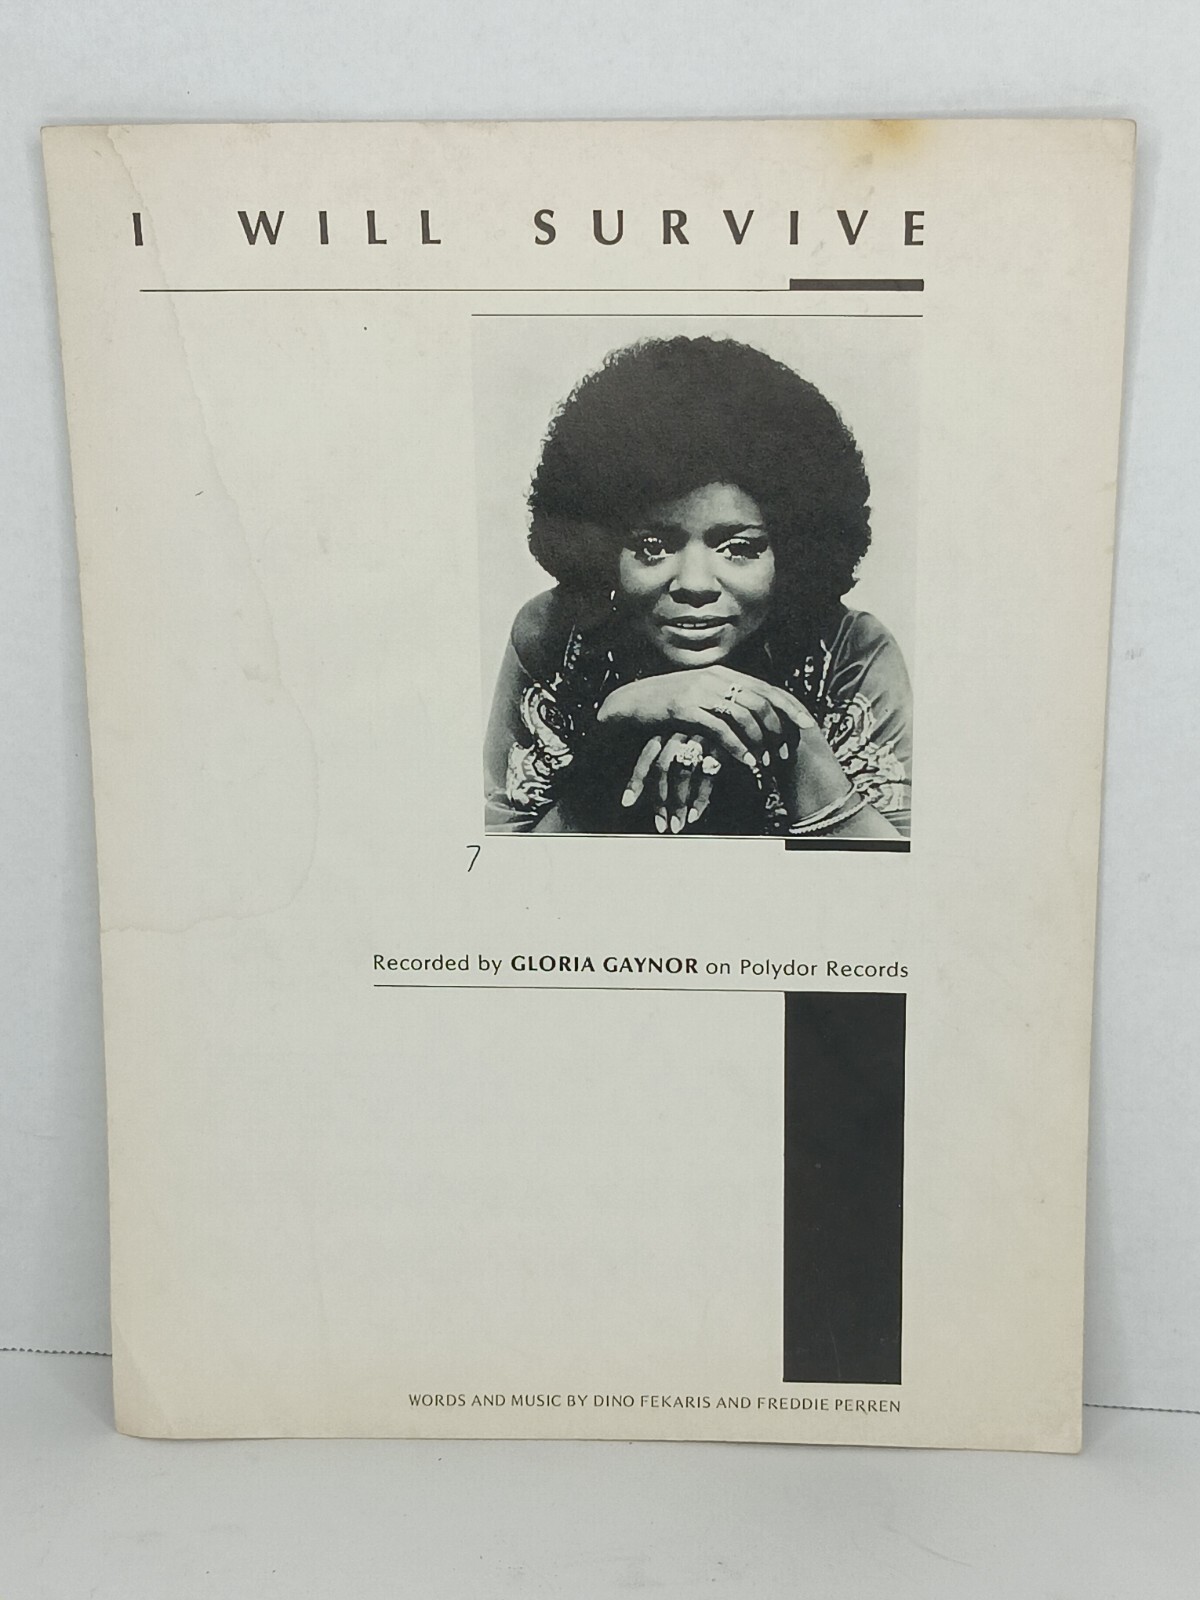 I WILL SURVIVE
7
Recorded by GLORIA GAYNOR on Polydor Records
WORDS AND MUSIC BY DINO FEKARIS AND FREDDIE PERREN